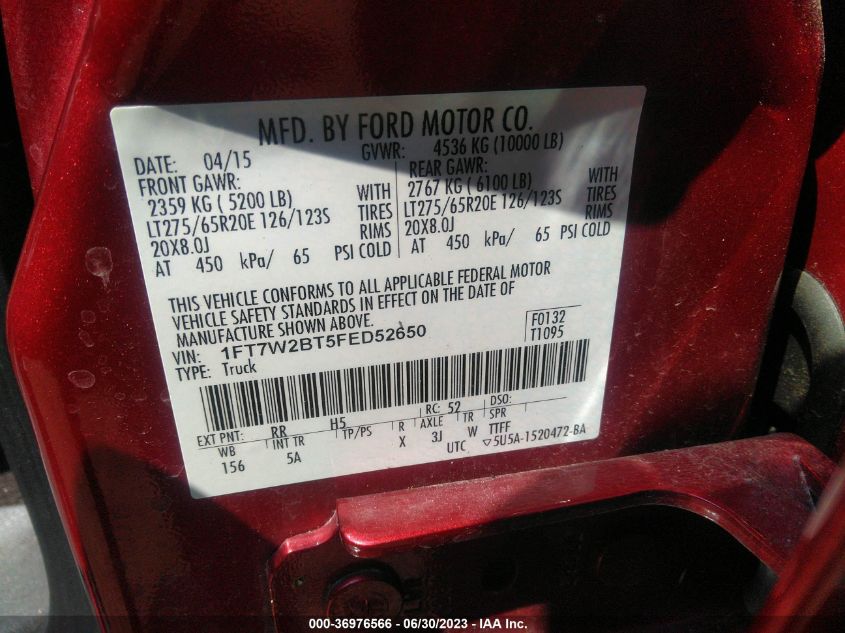 MFD. BY FORD MOTOR CO.
DATE: 04/15
GVWR: 4536 KG (10000 LB)
FRONT GAWR:
2359 KG ( 5200 LB) WITH
LT275/65R20E 126/123S TIRES
20X8.0J RIMS
AT 450 kPa/ 65 PSI COLD
REAR GAWR:
2767 KG ( 6100 LB) WITH
LT275/65R20E 126/123S TIRES
20X8.0J RIMS
AT 450 kPa/ 65 PSI COLD
THIS VEHICLE CONFORMS TO ALL APPLICABLE FEDERAL MOTOR
VEHICLE SAFETY STANDARDS IN EFFECT ON THE DATE OF
MANUFACTURE SHOWN ABOVE.
VIN: 1FT7W2BT5FED52650
TYPE: Truck
F0132
T1095
EXT PNT: RR H5 RC: 52 DSO:
WB INT TR TP/PS R AXLE TR SPR
156 5A X 3J W TTFF
UTC ▽5U5A-1520472-BA
000-36976566 - 06/30/2023 - IAA Inc.